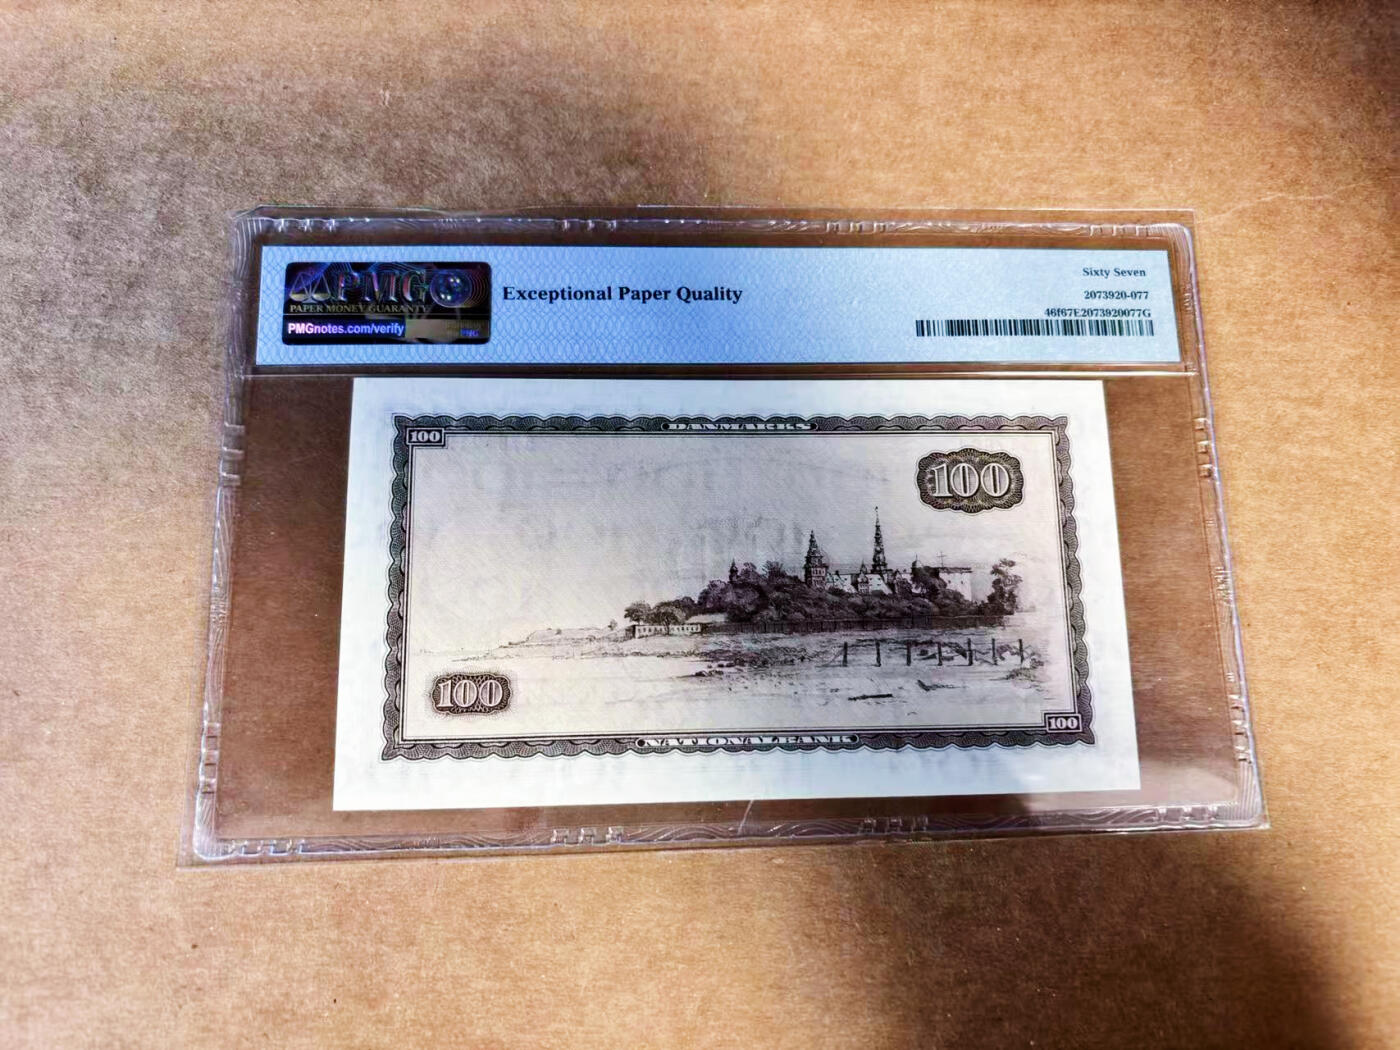 PMG
PAPER MONEY GUARANTY
PMGnotes.com/verify
PMG
Exceptional Paper Quality
Sixty Seven
2073920-077
46f67E2073920077G
100
DANMARKS
100
100
NATIONALBANK
100